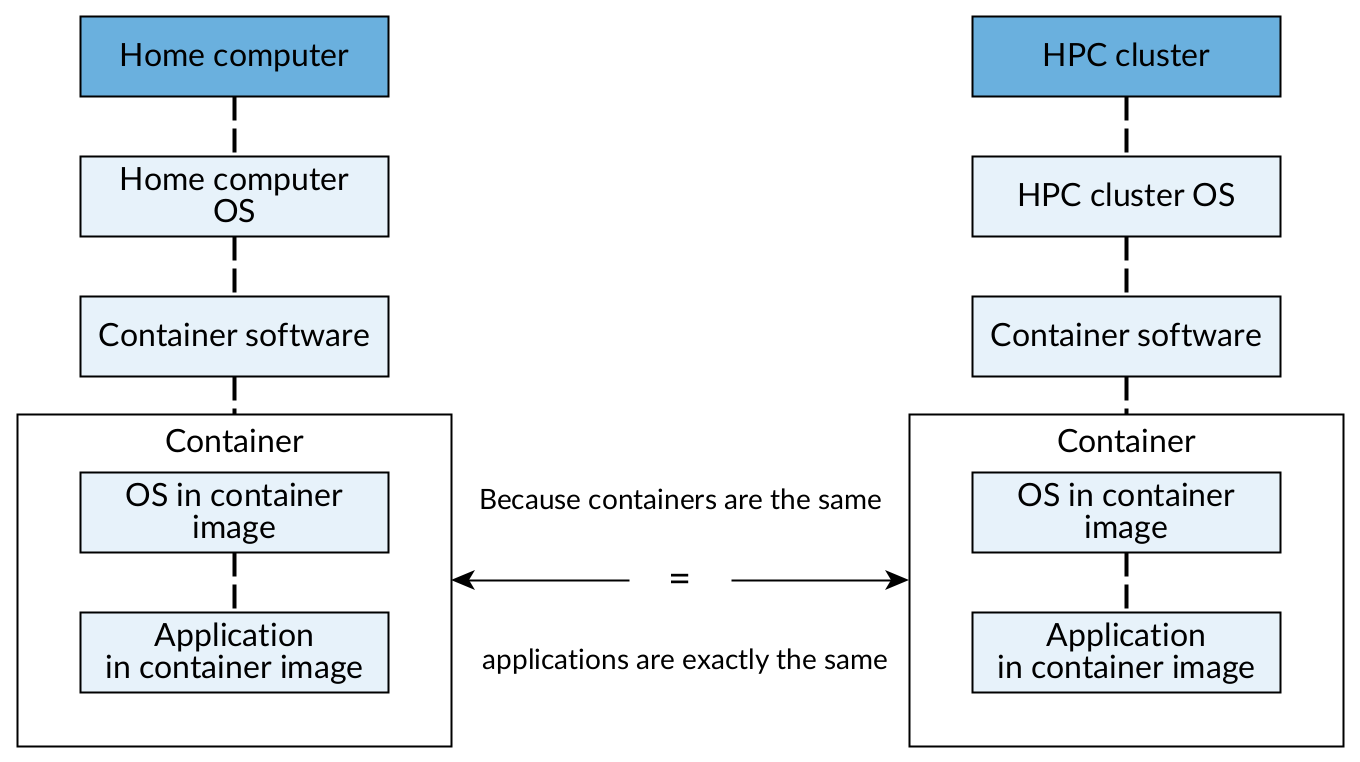 Home computer
Home computer
OS
Container software
Container
OS in container
image
Application
in container image
Because containers are the same
=
applications are exactly the same
HPC cluster
HPC cluster OS
Container software
Container
OS in container
image
Application
in container image